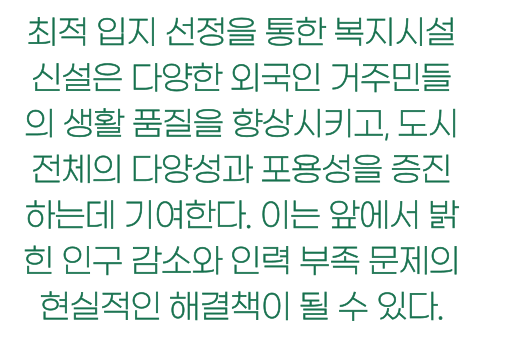 최적 입지 선정을 통한 복지시설
신설은 다양한 외국인 거주민들
의 생활 품질을 향상시키고, 도시
전체의 다양성과 포용성을 증진
하는데 기여한다. 이는 앞에서 밝
힌 인구 감소와 인력 부족 문제의
현실적인 해결책이 될 수 있다.